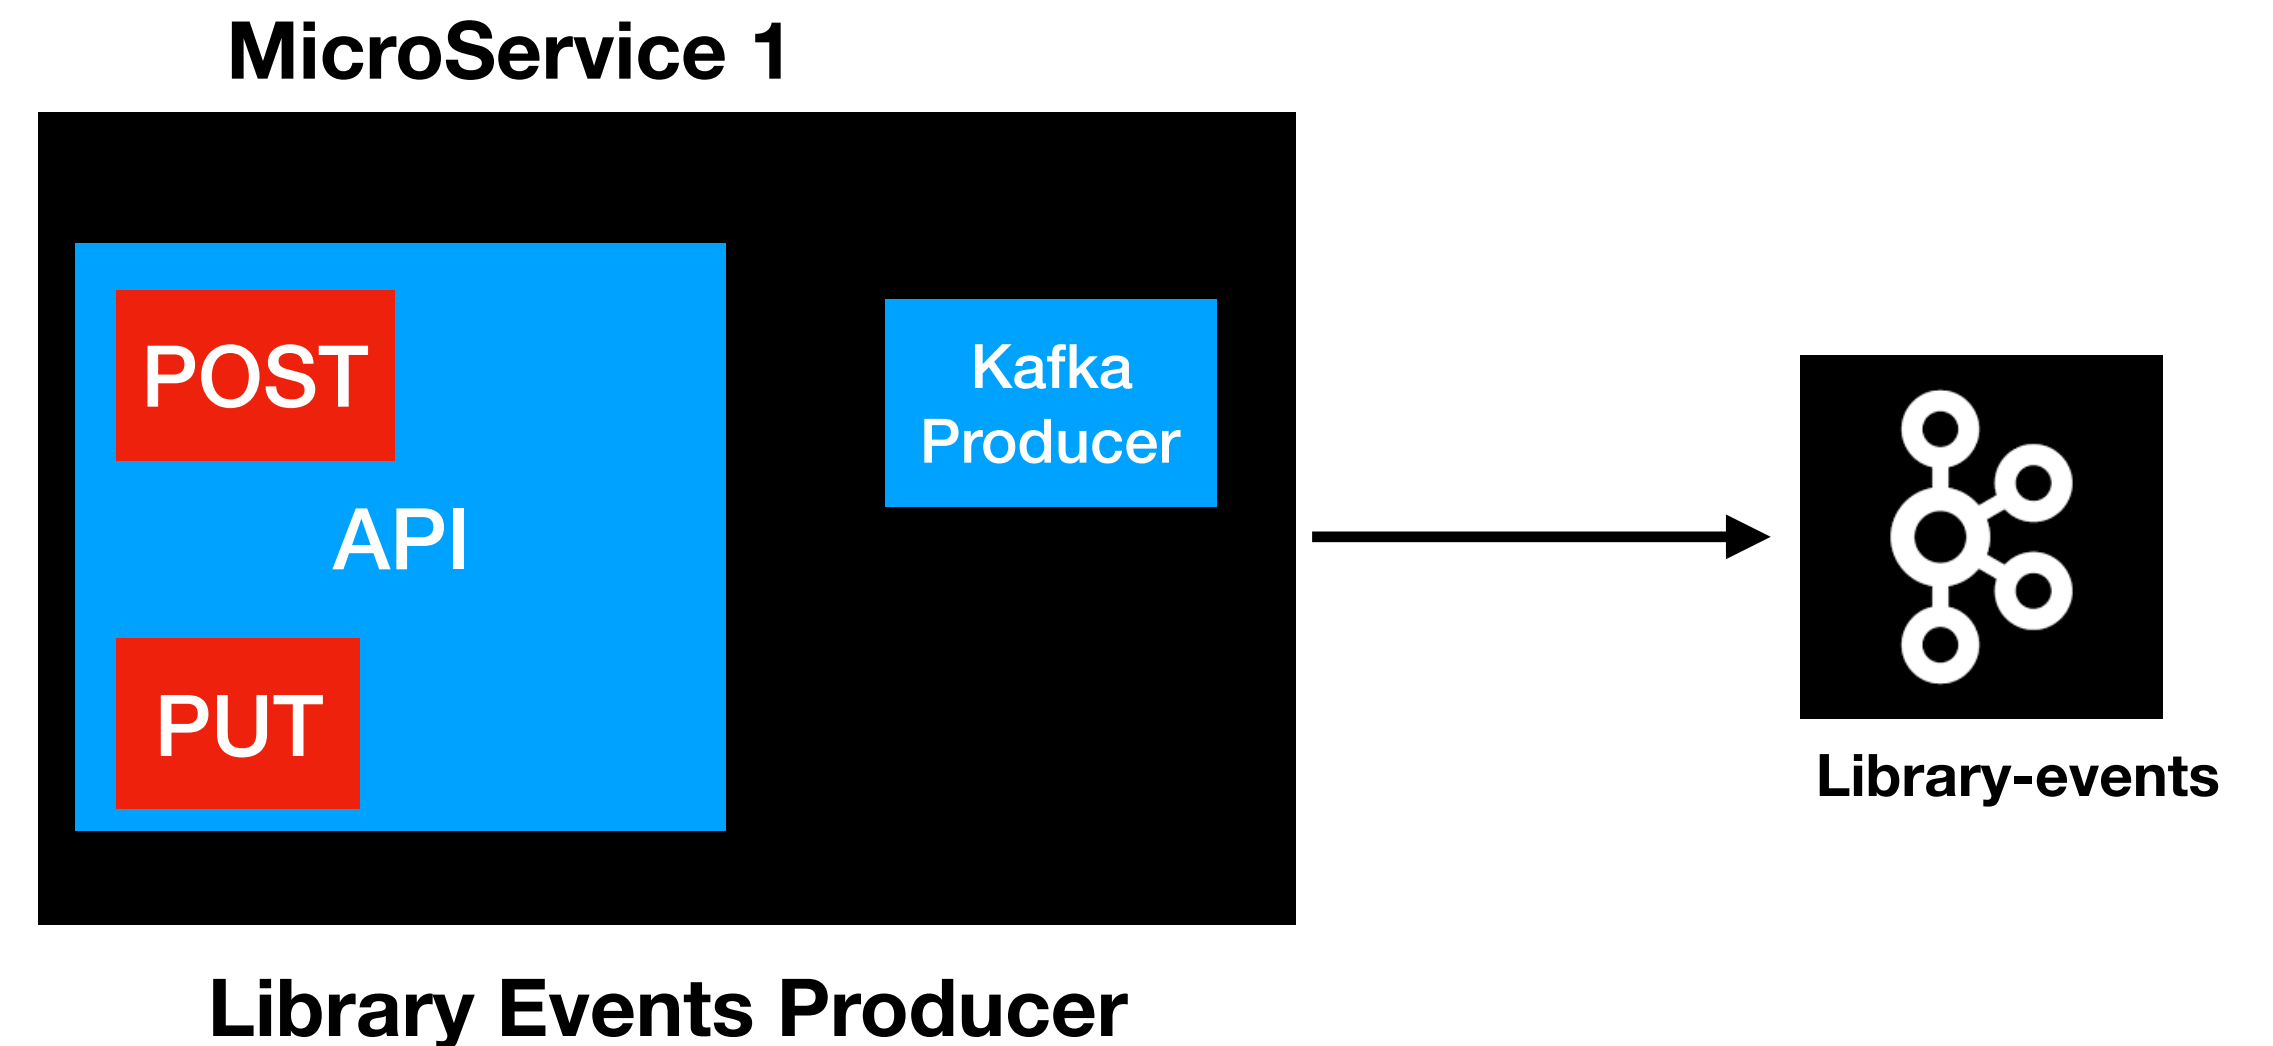 MicroService 1
POST
API
PUT
Kafka
Producer
Library-events
Library Events Producer